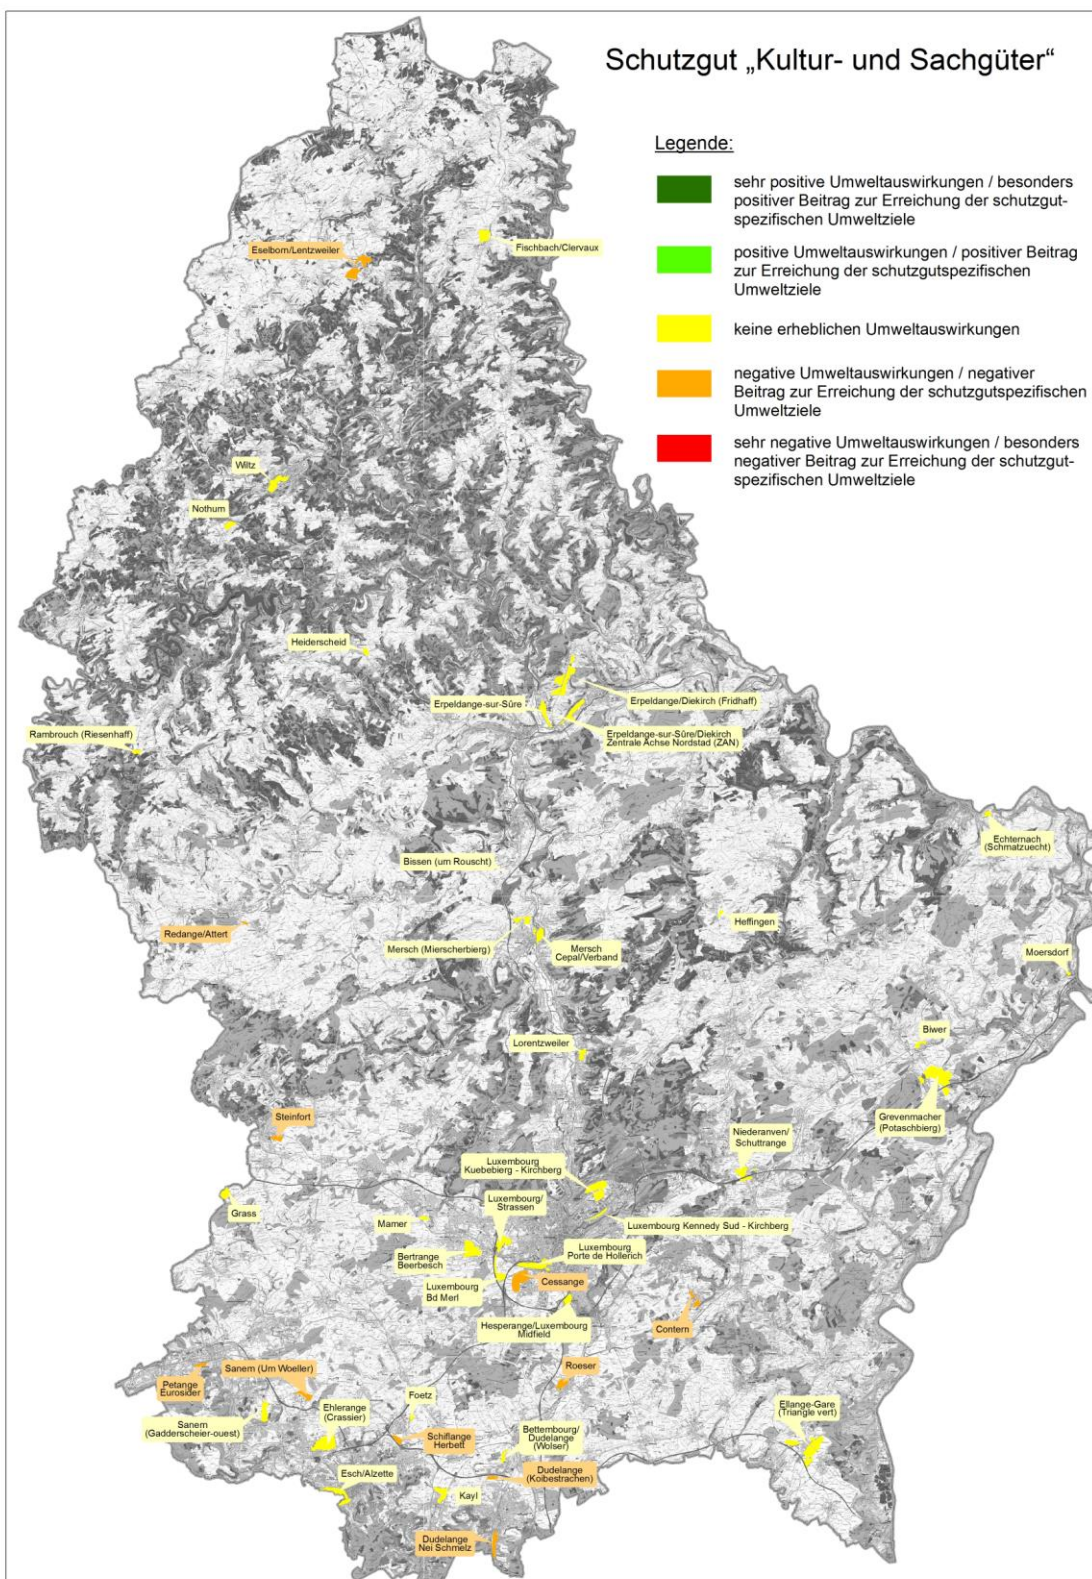 Schutzgut „Kultur- und Sachgüter“
Legende:
sehr positive Umweltauswirkungen / besonders
positiver Beitrag zur Erreichung der schutzgut-
spezifischen Umweltziele
positive Umweltauswirkungen / positiver Beitrag
zur Erreichung der schutzgutspezifischen
Umweltziele
keine erheblichen Umweltauswirkungen
negative Umweltauswirkungen / negativer
Beitrag zur Erreichung der schutzgutspezifischen
Umweltziele
sehr negative Umweltauswirkungen / besonders
negativer Beitrag zur Erreichung der schutzgut-
spezifischen Umweltziele
Eselborn/Lentzweiler
Fischbach/Clervaux
Wiltz
Nothum
Heiderscheid
Erpeldange-sur-Sûre
Erpeldange/Diekirch (Fridhaff)
Rambrouch (Riesenhaff)
Erpeldange-sur-Sûre/Diekirch
Zentrale Achse Nordstad (ZAN)
Echternach
(Schmatzuecht)
Bissen (um Rouscht)
Heffingen
Redange/Attert
Mersch (Mierscherbierg)
Mersch
Cepal/Verband
Moersdorf
Biwer
Lorentzweiler
Grevenmacher
(Potaschbierg)
Steinfort
Niederanven/
Schuttrange
Luxembourg
Kuebebierg - Kirchberg
Luxembourg/
Strassen
Grass
Mamer
Luxembourg Kennedy Sud - Kirchberg
Bertrange
Beerbesch
Luxembourg
Porte de Hollerich
Luxembourg
Bd Merl
Cessange
Hesperange/Luxembourg
Midfield
Contern
Petange
Eurosider
Sanem (Um Woeller)
Roeser
Foetz
Sanem
(Gadderscheier-ouest)
Ehlerange
(Crassier)
Ellange-Gare
(Triangle vert)
Schiflange
Herbett
Bettembourg/
Dudelange
(Wolser)
Esch/Alzette
Dudelange
(Koibestrachen)
Kayl
Dudelange
Nei Schmelz